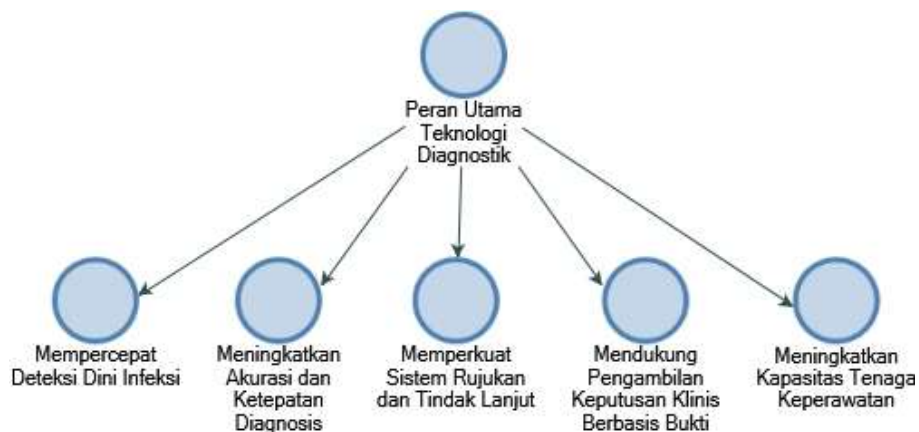 Peran Utama
Teknologi
Diagnostik
Mempercepat
Deteksi Dini Infeksi
Meningkatkan
Akurasi dan
Ketepatan
Diagnosis
Memperkuat
Sistem Rujukan
dan Tindak Lanjut
Mendukung
Pengambilan
Keputusan Klinis
Berbasis Bukti
Meningkatkan
Kapasitas Tenaga
Keperawatan